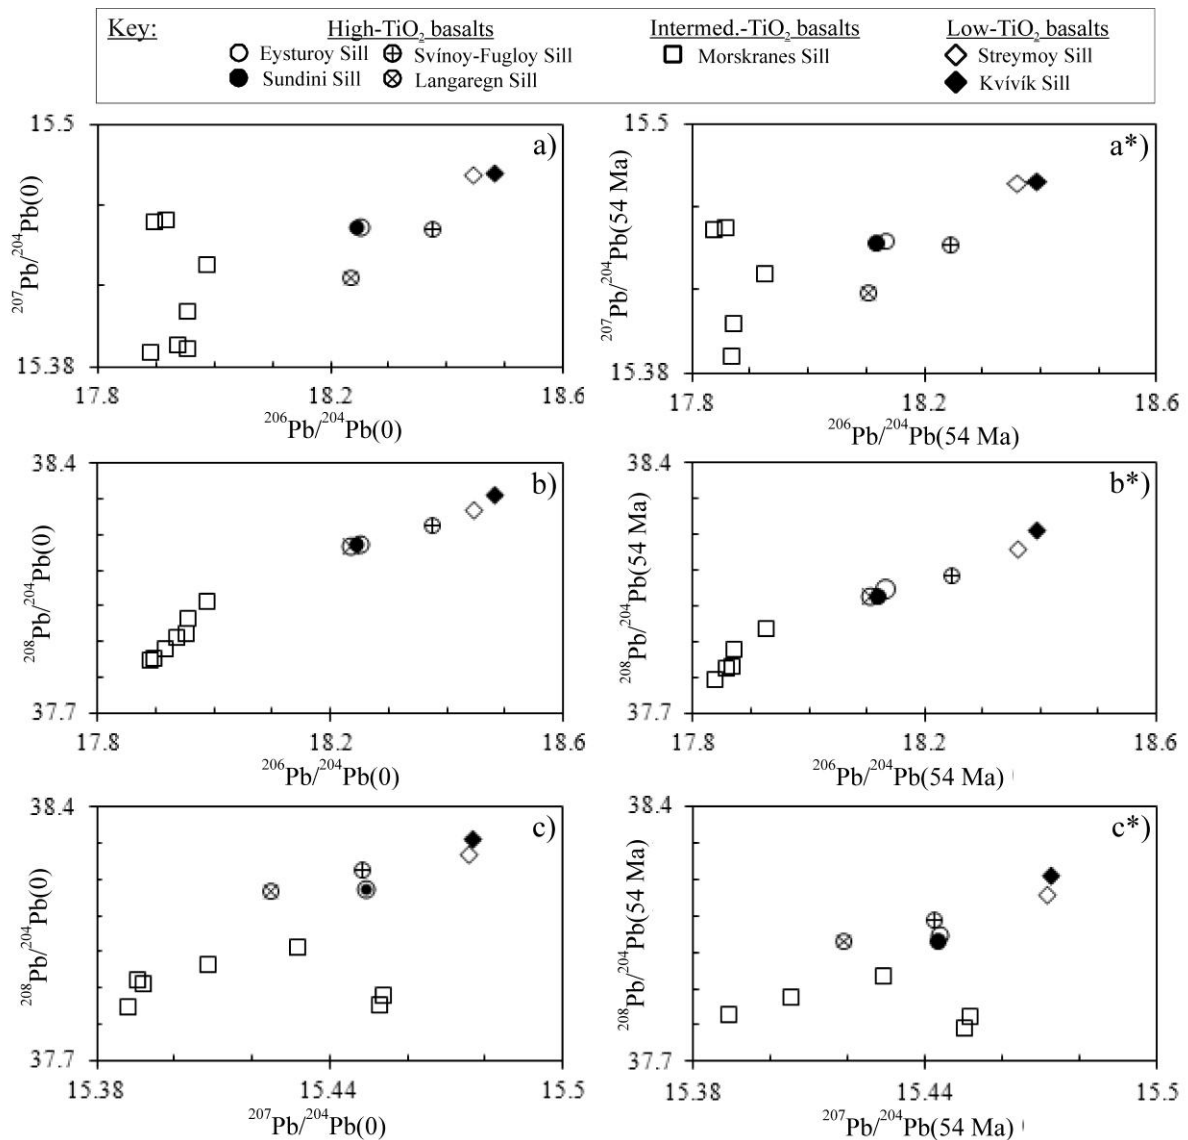 Key: High-TiO₂ basalts Intermed.-TiO₂ basalts Low-TiO₂ basalts
Eysturoy Sill Svínoy-Fugloy Sill Morskranes Sill Streymoy Sill
Sundini Sill Langaregn Sill Kvívík Sill
15.5 a)
²⁰⁷Pb/²⁰⁴Pb(0)
15.38
17.8 18.2 18.6
²⁰⁶Pb/²⁰⁴Pb(0)
15.5 a*)
²⁰⁷Pb/²⁰⁴Pb(54 Ma)
15.38
17.8 18.2 18.6
²⁰⁶Pb/²⁰⁴Pb(54 Ma)
38.4 b)
²⁰⁸Pb/²⁰⁴Pb(0)
37.7
17.8 18.2 18.6
²⁰⁶Pb/²⁰⁴Pb(0)
38.4 b*)
²⁰⁸Pb/²⁰⁴Pb(54 Ma)
37.7
17.8 18.2 18.6
²⁰⁶Pb/²⁰⁴Pb(54 Ma)
38.4 c)
²⁰⁸Pb/²⁰⁴Pb(0)
37.7
15.38 15.44 15.5
²⁰⁷Pb/²⁰⁴Pb(0)
38.4 c*)
²⁰⁸Pb/²⁰⁴Pb(54 Ma)
37.7
15.38 15.44 15.5
²⁰⁷Pb/²⁰⁴Pb(54 Ma)